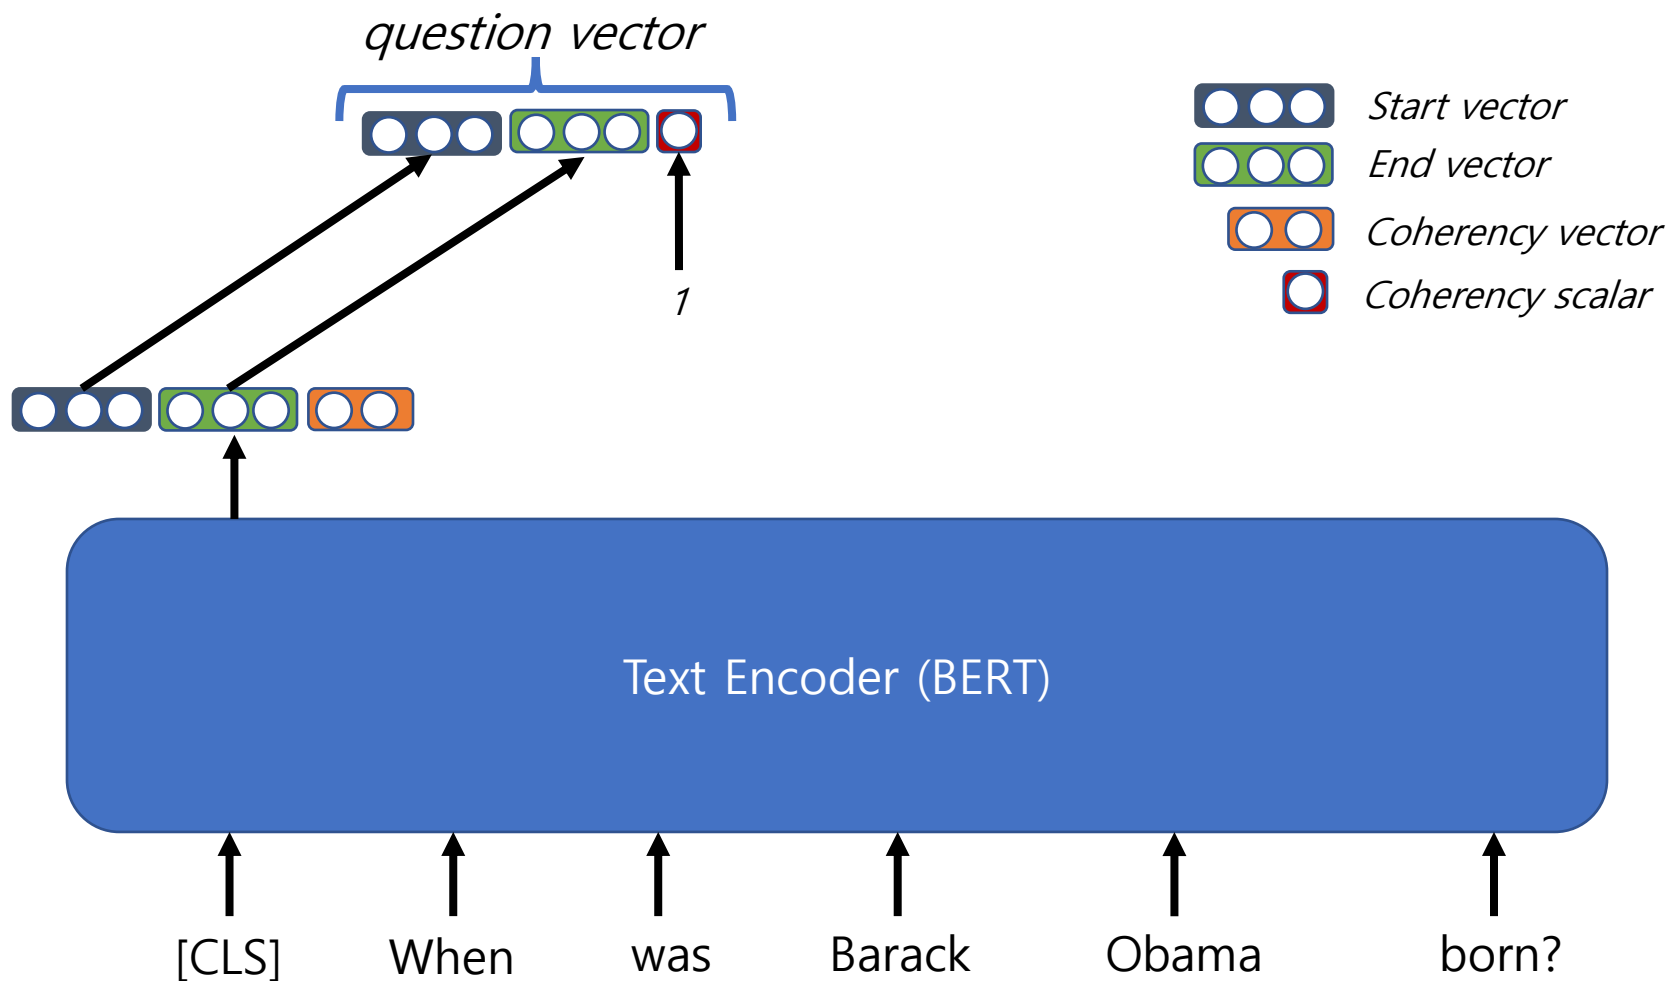 question vector
Start vector
End vector
Coherency vector
Coherency scalar
1
Text Encoder (BERT)
[CLS] When was Barack Obama born?